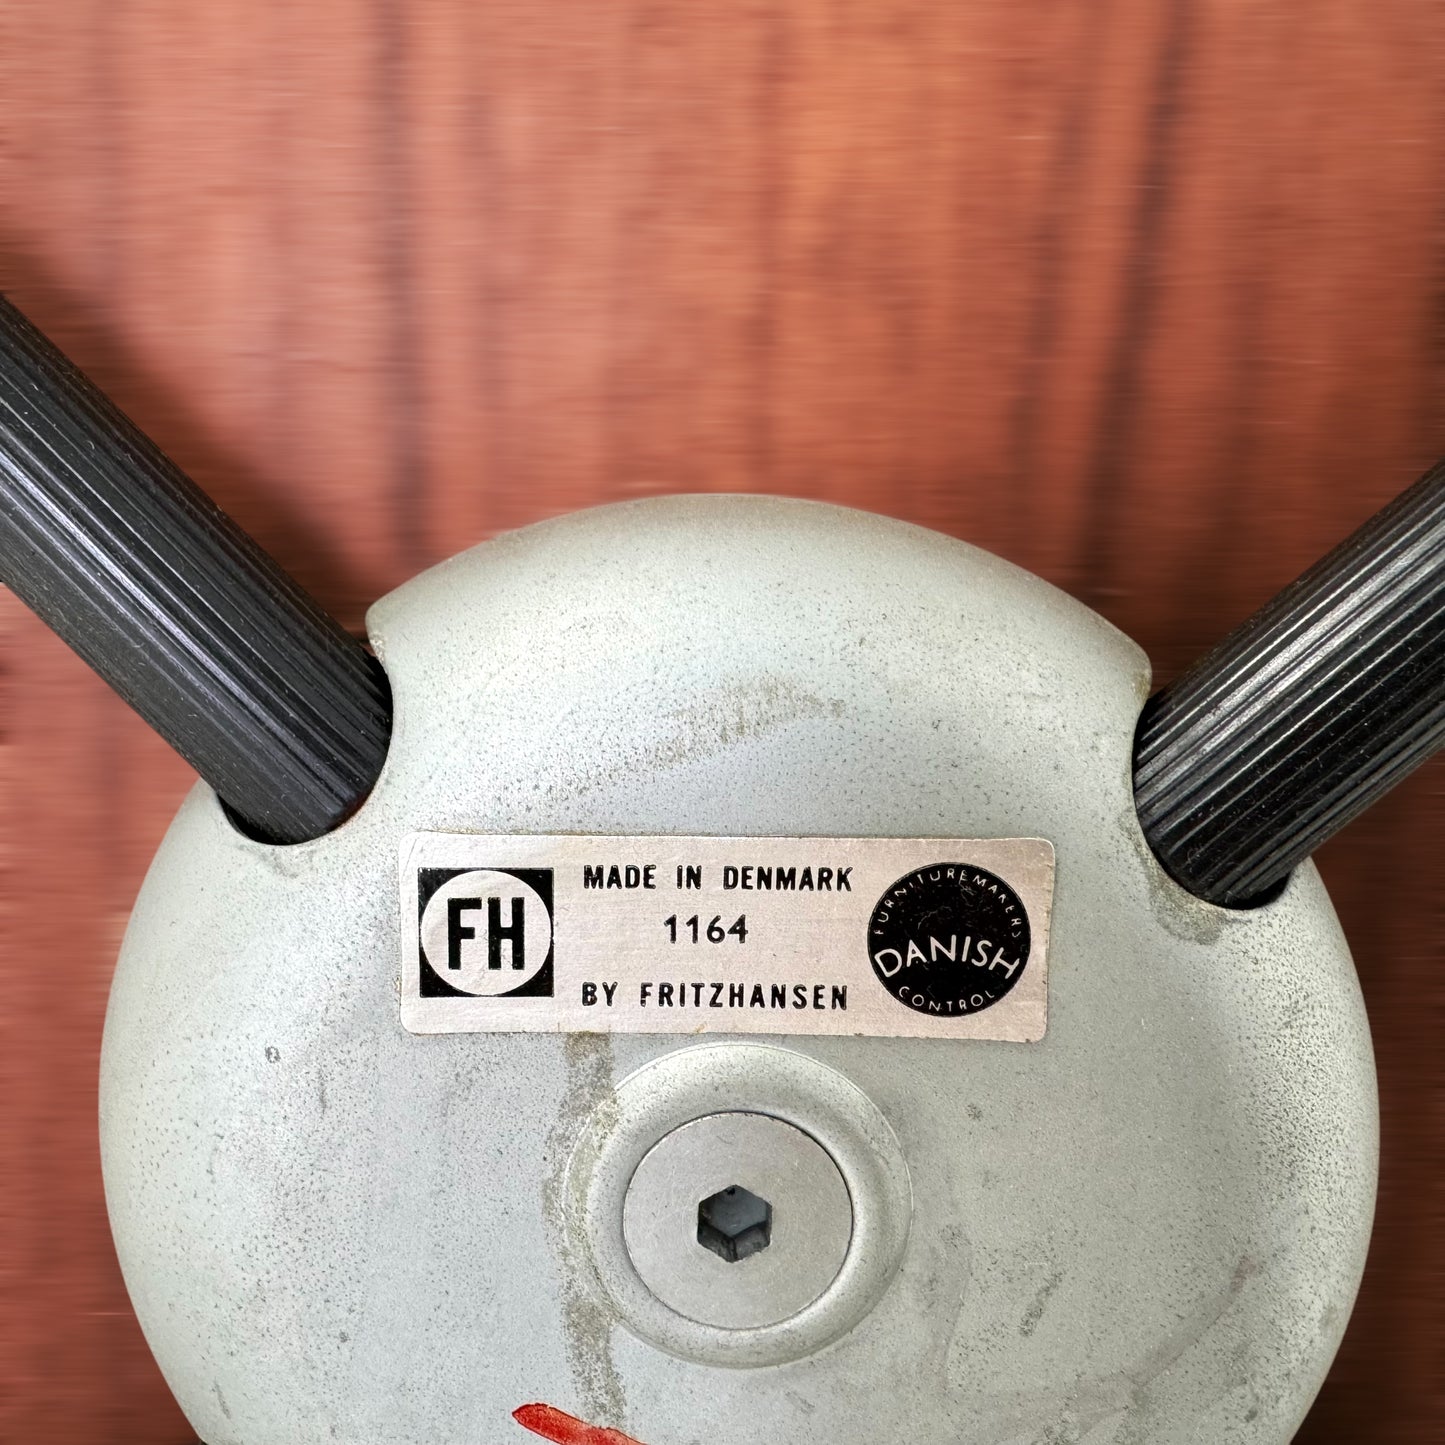 FH
MADE IN DENMARK
1164
BY FRITZHANSEN
FURNITUREMAKERS
DANISH
CONTROL